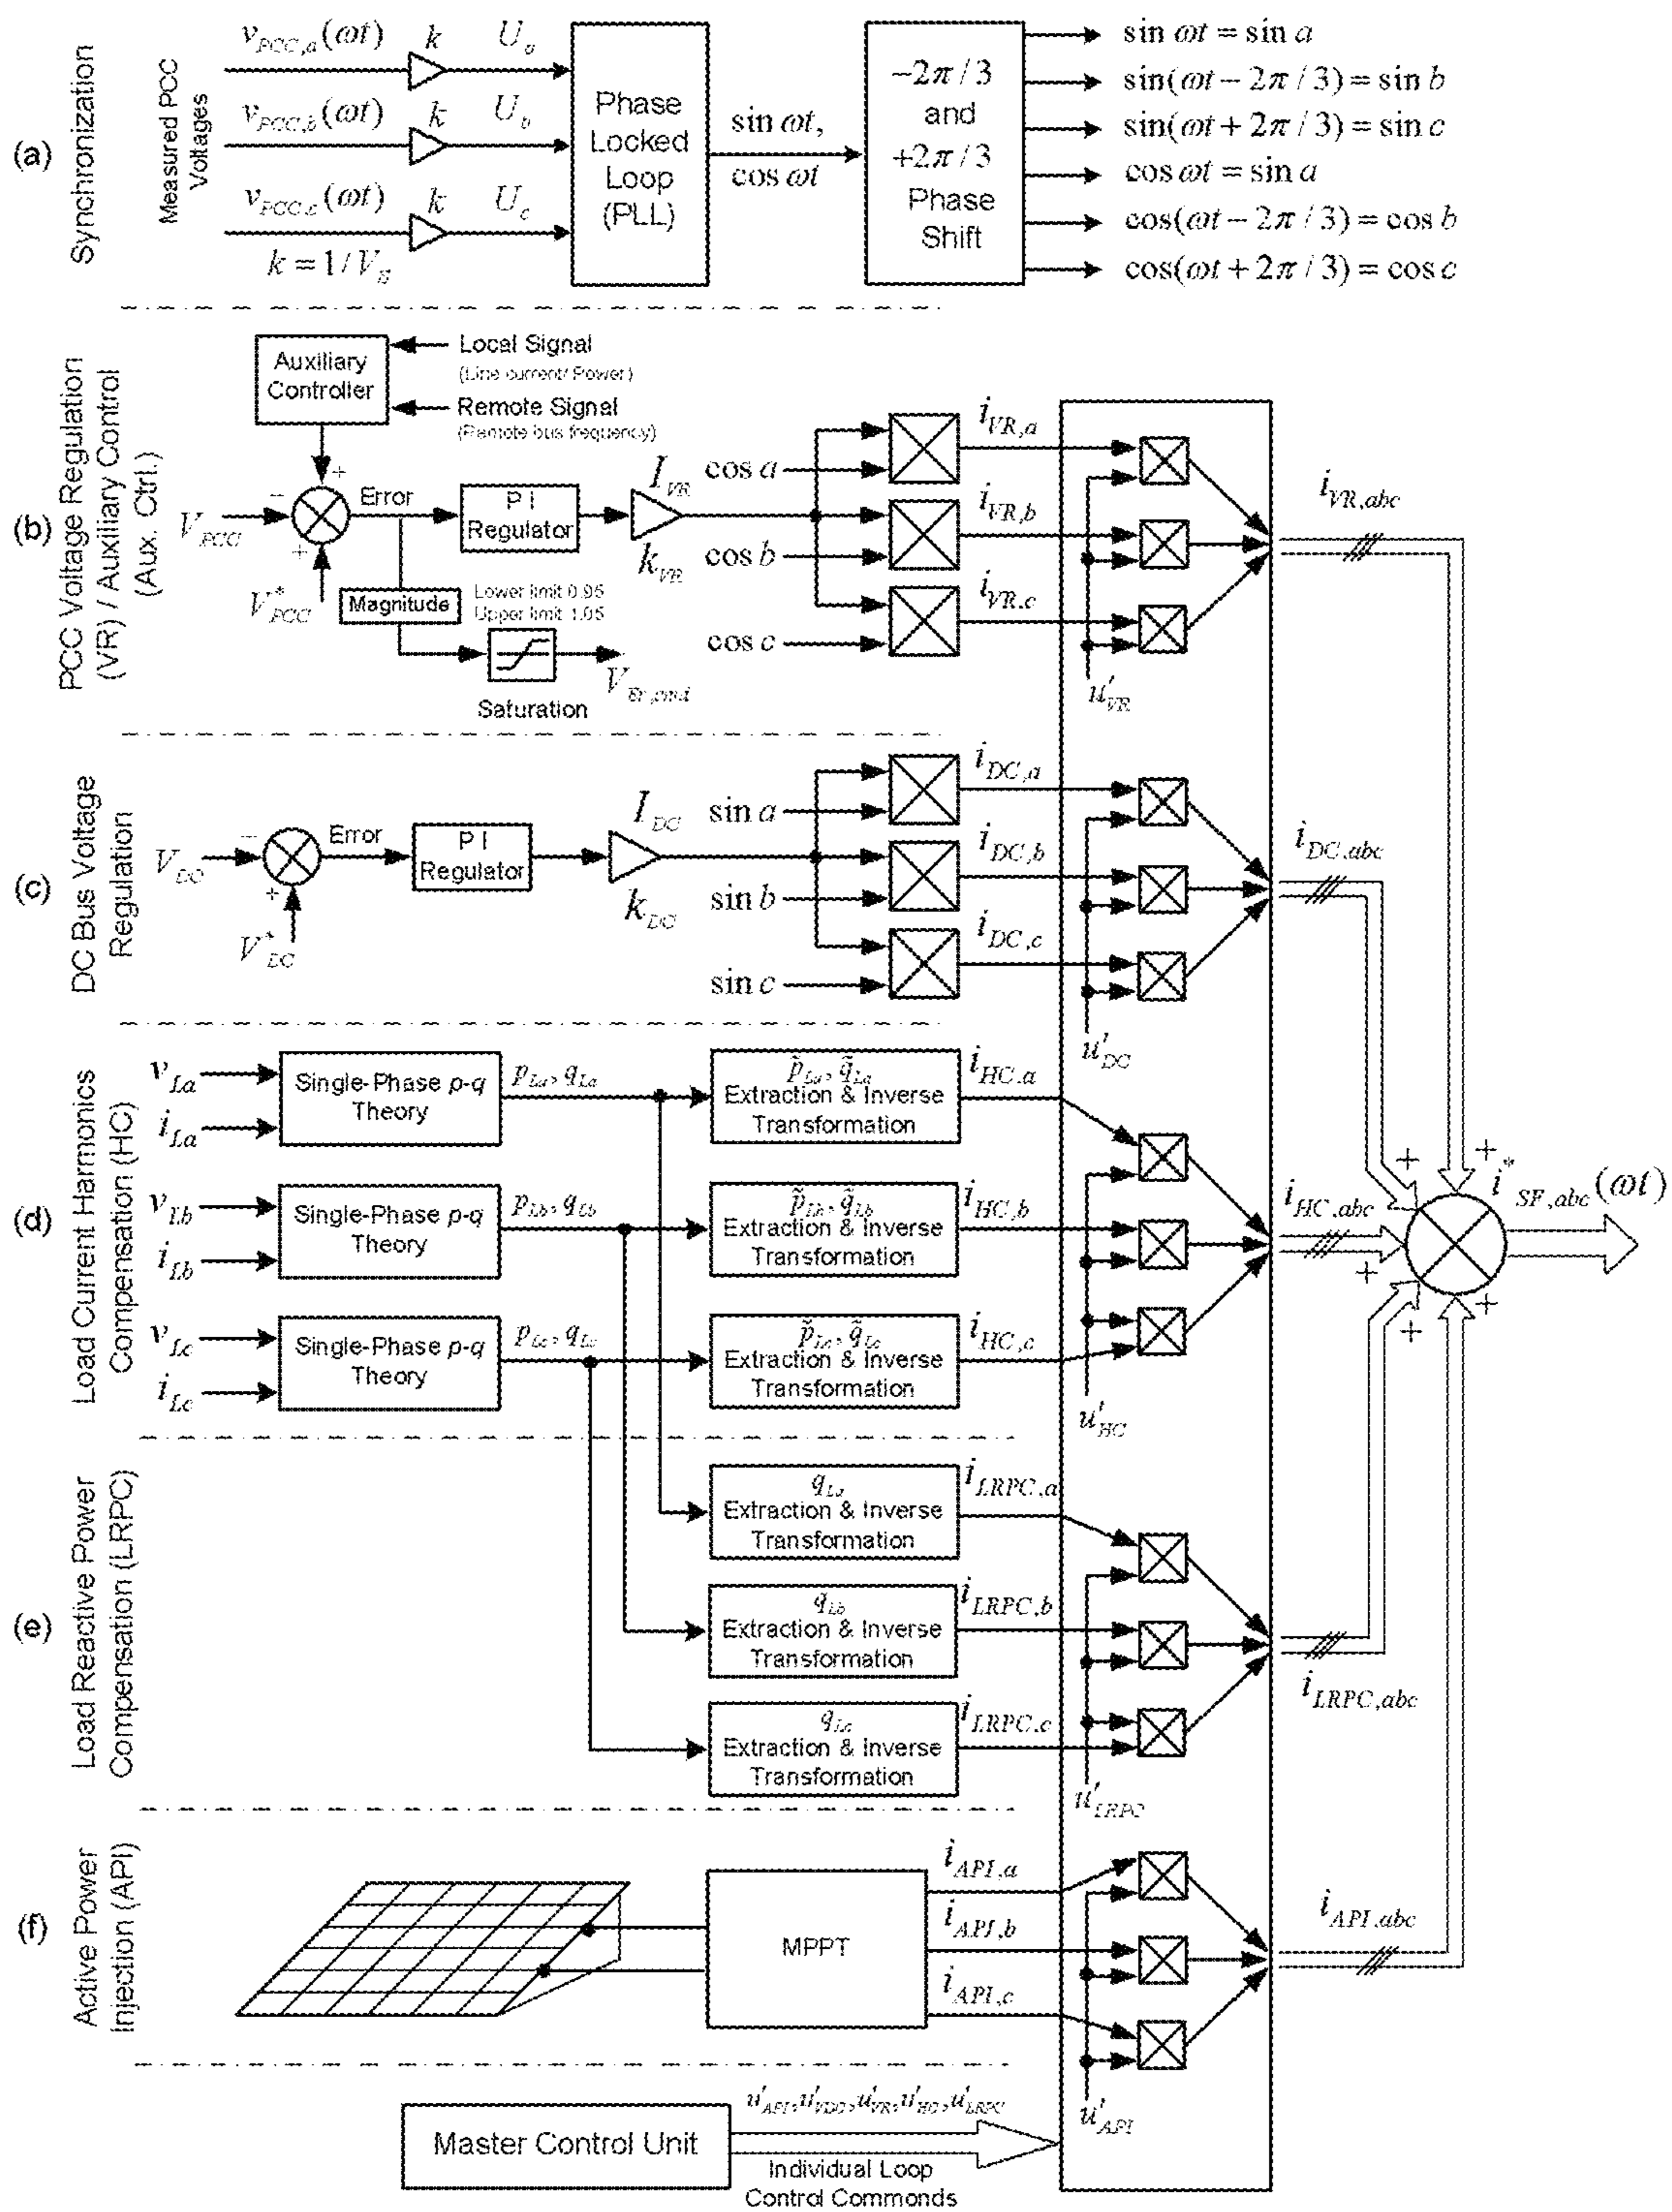 (a)
Synchronization
Measured PCC
Voltages
v_PCC,a(ωt)
k
U_a
v_PCC,b(ωt)
k
U_b
v_PCC,c(ωt)
k
U_c
k = 1/V_g
Phase
Locked
Loop
(PLL)
sin ωt,
cos ωt
−2π / 3
and
+2π / 3
Phase
Shift
sin ωt = sin a
sin(ωt − 2π / 3) = sin b
sin(ωt + 2π / 3) = sin c
cos ωt = sin a
cos(ωt − 2π / 3) = cos b
cos(ωt + 2π / 3) = cos c
(b)
PCC Voltage Regulation
(VR) / Auxiliary Control
(Aux. Ctrl.)
Auxiliary
Controller
Local Signal
(Line current/ Power)
Remote Signal
(Remote bus frequency)
+
−
+
V_PCC
V*_PCC
Error
P I
Regulator
I_VR
k_VR
Magnitude
Lower limit 0.95
Upper limit 1.05
Saturation
V_Er,cmd
cos a
cos b
cos c
i_VR,a
i_VR,b
i_VR,c
u'_VR
i_VR,abc
(c)
DC Bus Voltage
Regulation
V_DC
−
+
V*_DC
Error
P I
Regulator
I_DC
k_DC
sin a
sin b
sin c
i_DC,a
i_DC,b
i_DC,c
u'_DC
i_DC,abc
(d)
Load Current Harmonics
Compensation (HC)
v_La
i_La
Single-Phase p-q
Theory
p_La, q_La
p̃_La, q̃_La
Extraction & Inverse
Transformation
i_HC,a
v_Lb
i_Lb
Single-Phase p-q
Theory
p_Lb, q_Lb
p̃_Lb, q̃_Lb
Extraction & Inverse
Transformation
i_HC,b
v_Lc
i_Lc
Single-Phase p-q
Theory
p_Lc, q_Lc
p̃_Lc, q̃_Lc
Extraction & Inverse
Transformation
i_HC,c
u'_HC
i_HC,abc
+
+
+
+
+
i*_SF,abc(ωt)
(e)
Load Reactive Power
Compensation (LRPC)
q_La
Extraction & Inverse
Transformation
i_LRPC,a
q_Lb
Extraction & Inverse
Transformation
i_LRPC,b
q_Lc
Extraction & Inverse
Transformation
i_LRPC,c
u'_LRPC
i_LRPC,abc
(f)
Active Power
Injection (API)
MPPT
i_API,a
i_API,b
i_API,c
u'_API
i_API,abc
Master Control Unit
u'_API, u'_VDC, u'_VR, u'_HC, u'_LRPC
Individual Loop
Control Commonds